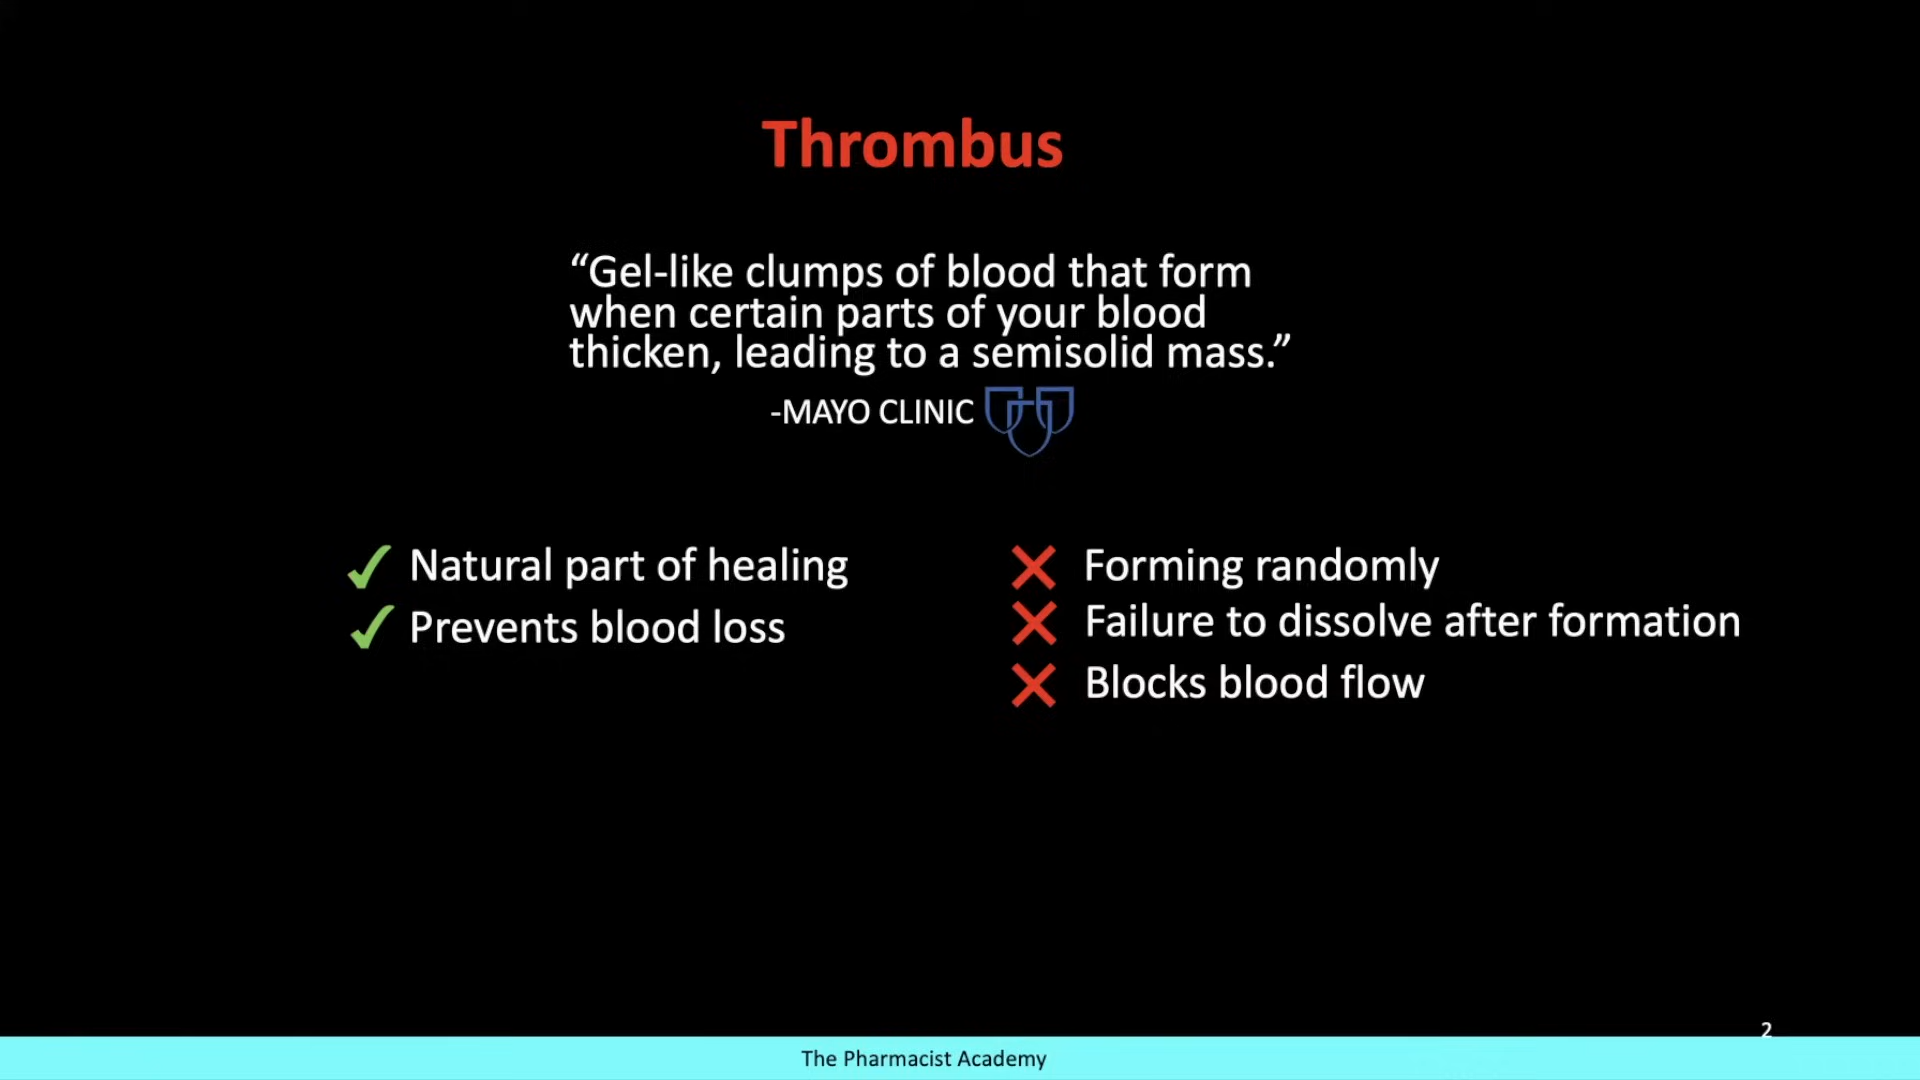 Thrombus
“Gel-like clumps of blood that form
when certain parts of your blood
thicken, leading to a semisolid mass.”
-MAYO CLINIC
Natural part of healing
Prevents blood loss
Forming randomly
Failure to dissolve after formation
Blocks blood flow
2
The Pharmacist Academy